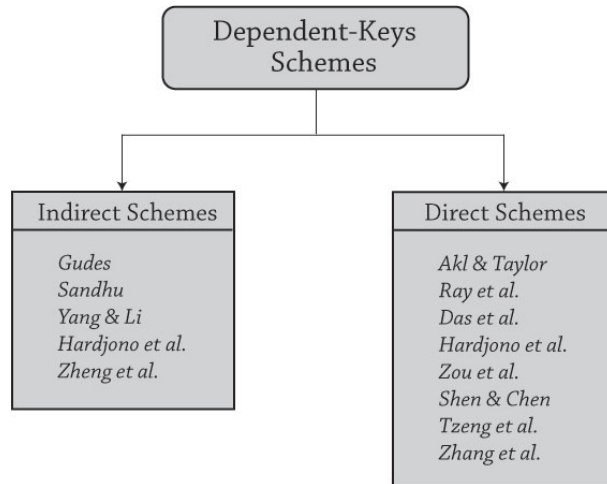 Dependent-Keys
Schemes
Indirect Schemes
Gudes
Sandhu
Yang & Li
Hardjono et al.
Zheng et al.
Direct Schemes
Akl & Taylor
Ray et al.
Das et al.
Hardjono et al.
Zou et al.
Shen & Chen
Tzeng et al.
Zhang et al.